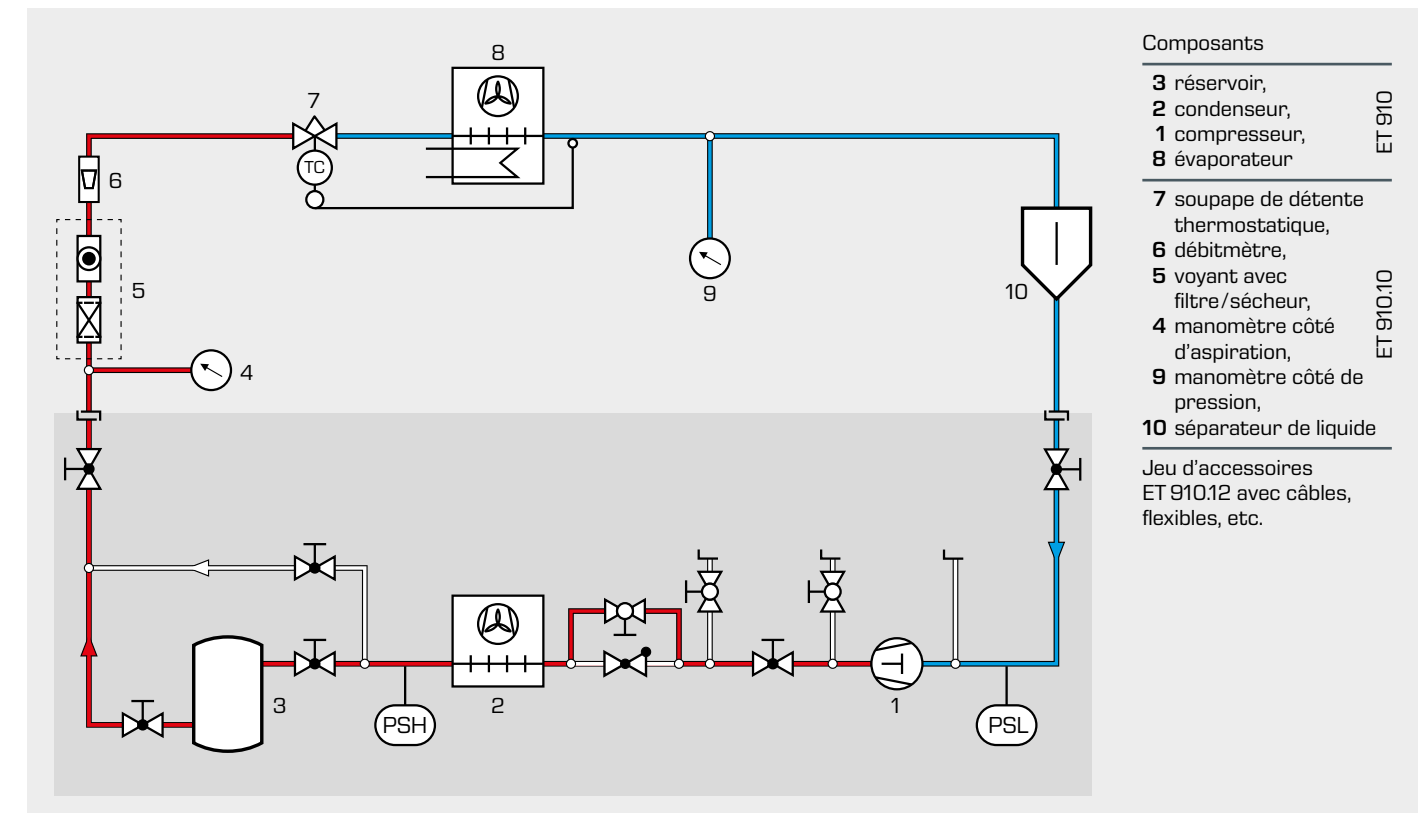 8
7
TC
6
5
9
10
4
3
PSH
2
1
PSL
Composants
3 réservoir,
2 condenseur,
1 compresseur,
8 évaporateur
ET 910
7 soupape de détente
thermostatique,
6 débitmètre,
5 voyant avec
filtre/sécheur,
4 manomètre côté
d'aspiration,
9 manomètre côté de
pression,
10 séparateur de liquide
ET 910.10
Jeu d'accessoires
ET 910.12 avec câbles,
flexibles, etc.